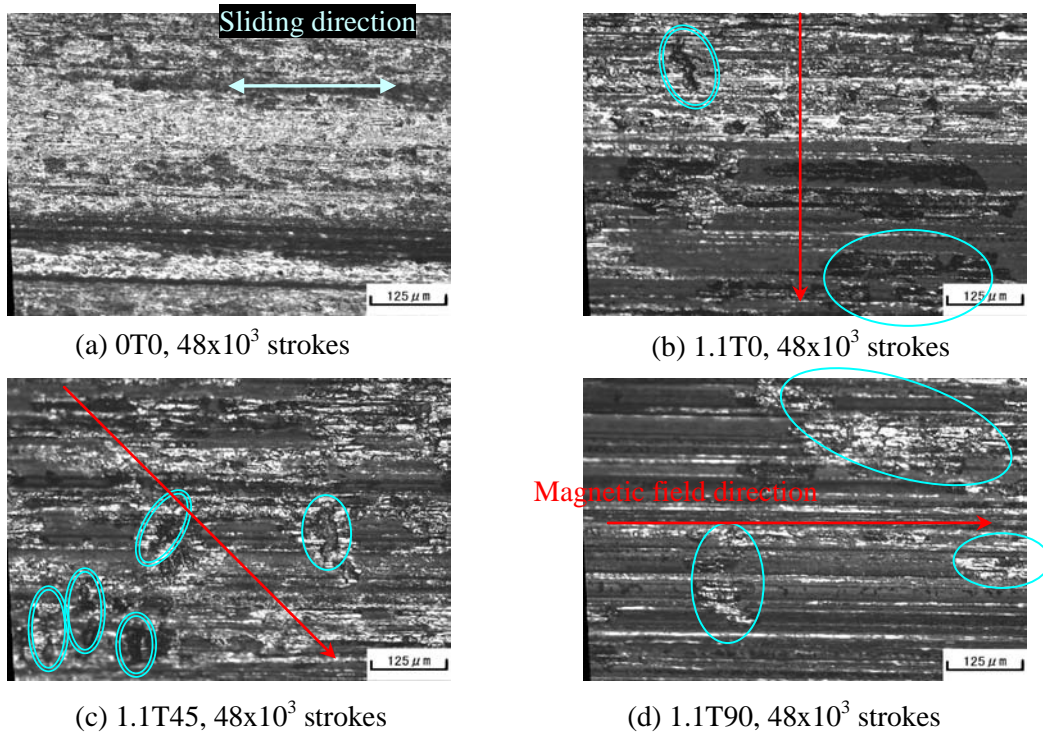 Sliding direction
125 μm
125 μm
(a) 0T0, 48x10³ strokes
(b) 1.1T0, 48x10³ strokes
Magnetic field direction
125 μm
125 μm
(c) 1.1T45, 48x10³ strokes
(d) 1.1T90, 48x10³ strokes